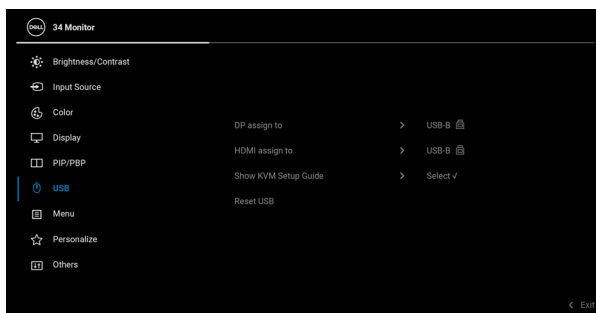 DELL 34 Monitor
Brightness/Contrast
Input Source
Color
DP assign to > USB-B
Display
HDMI assign to > USB-B
PIP/PBP
Show KVM Setup Guide > Select √
USB
Reset USB
Menu
Personalize
Others
< Exit